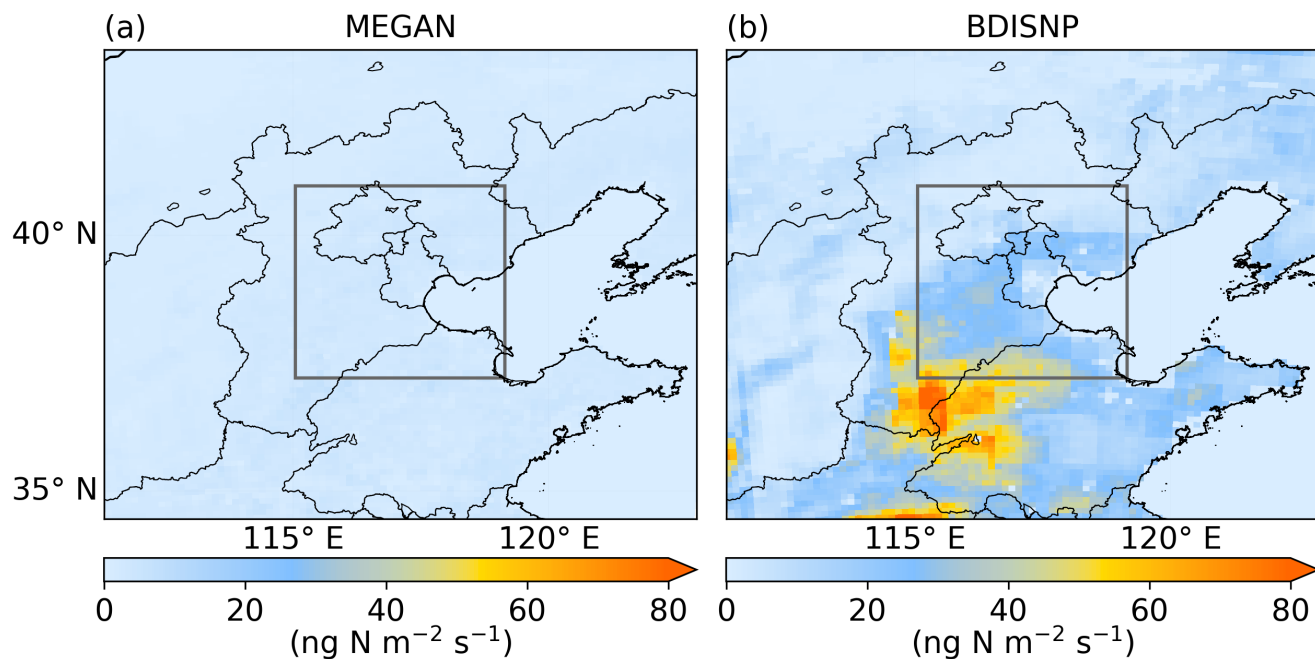 (a) MEGAN
(b) BDISNP
40° N
35° N
115° E 120° E
115° E 120° E
0 20 40 60 80
(ng N m⁻² s⁻¹)
0 20 40 60 80
(ng N m⁻² s⁻¹)